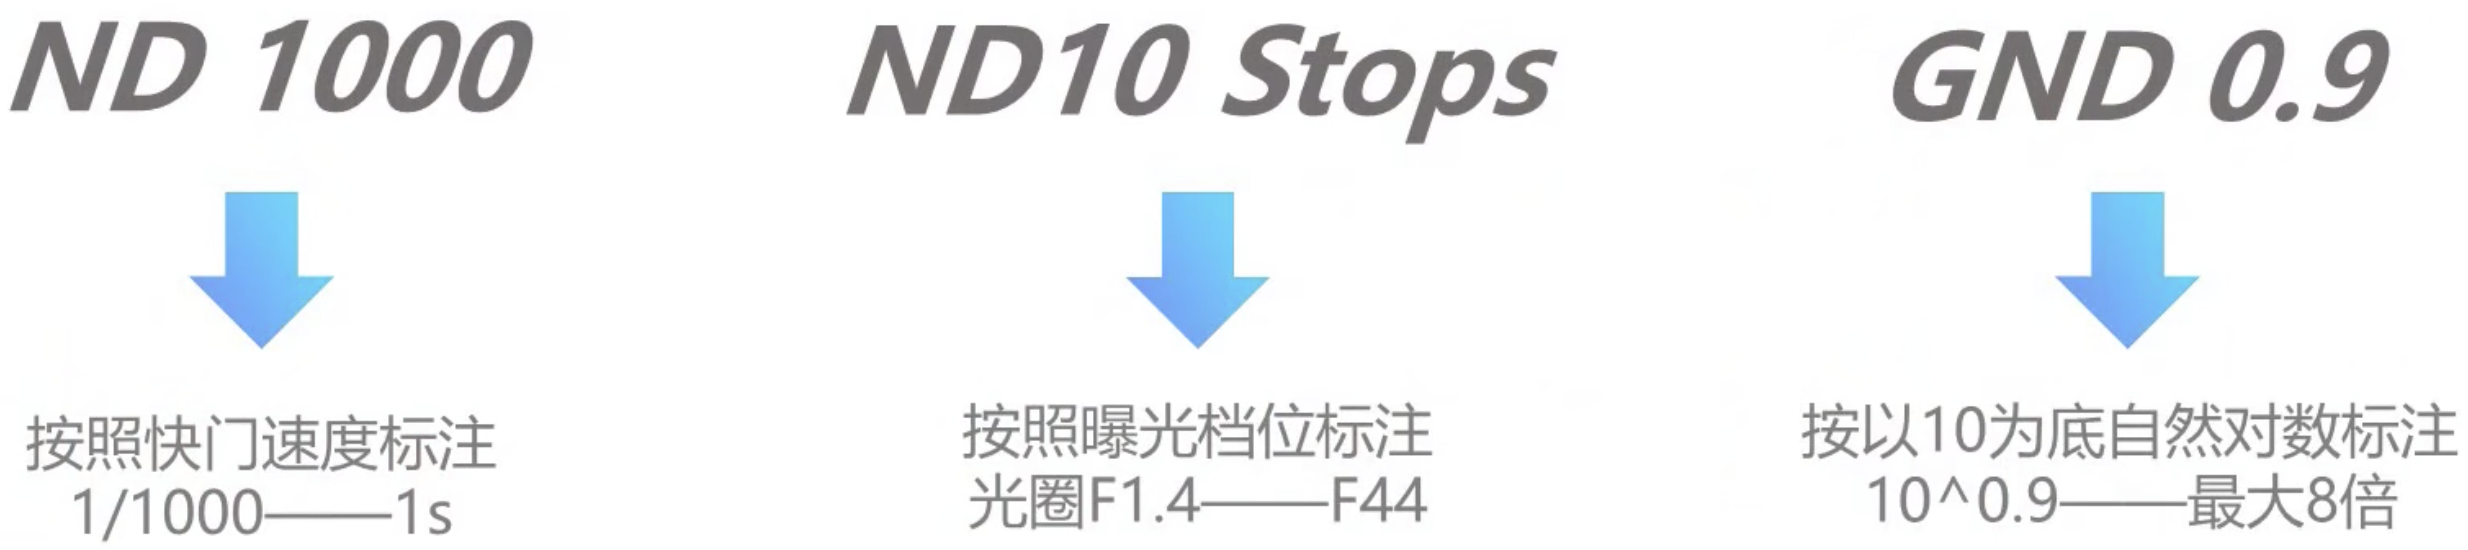 ND 1000
按照快门速度标注
1/1000——1s
ND10 Stops
按照曝光档位标注
光圈F1.4——F44
GND 0.9
按以10为底自然对数标注
10^0.9——最大8倍